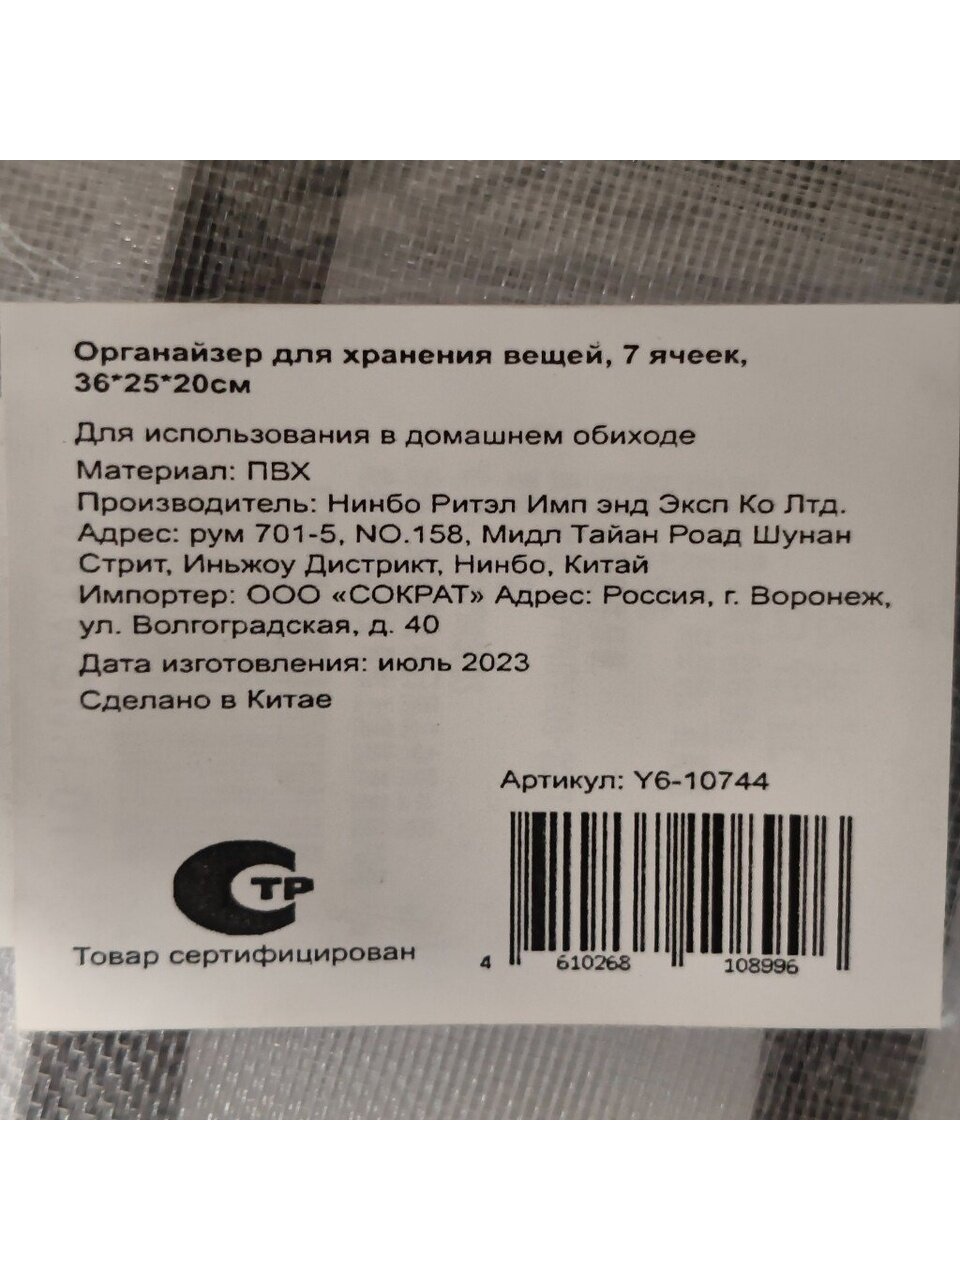 Органайзер для хранения вещей, 7 ячеек,
36*25*20см
Для использования в домашнем обиходе
Материал: ПВХ
Производитель: Нинбо Ритэл Имп энд Эксп Ко Лтд.
Адрес: рум 701-5, NO.158, Мидл Тайан Роад Шунан
Стрит, Иньжоу Дистрикт, Нинбо, Китай
Импортер: ООО «СОКРАТ» Адрес: Россия, г. Воронеж,
ул. Волгоградская, д. 40
Дата изготовления: июль 2023
Сделано в Китае
Артикул: Y6-10744
СТР
Товар сертифицирован
4 610268 108996